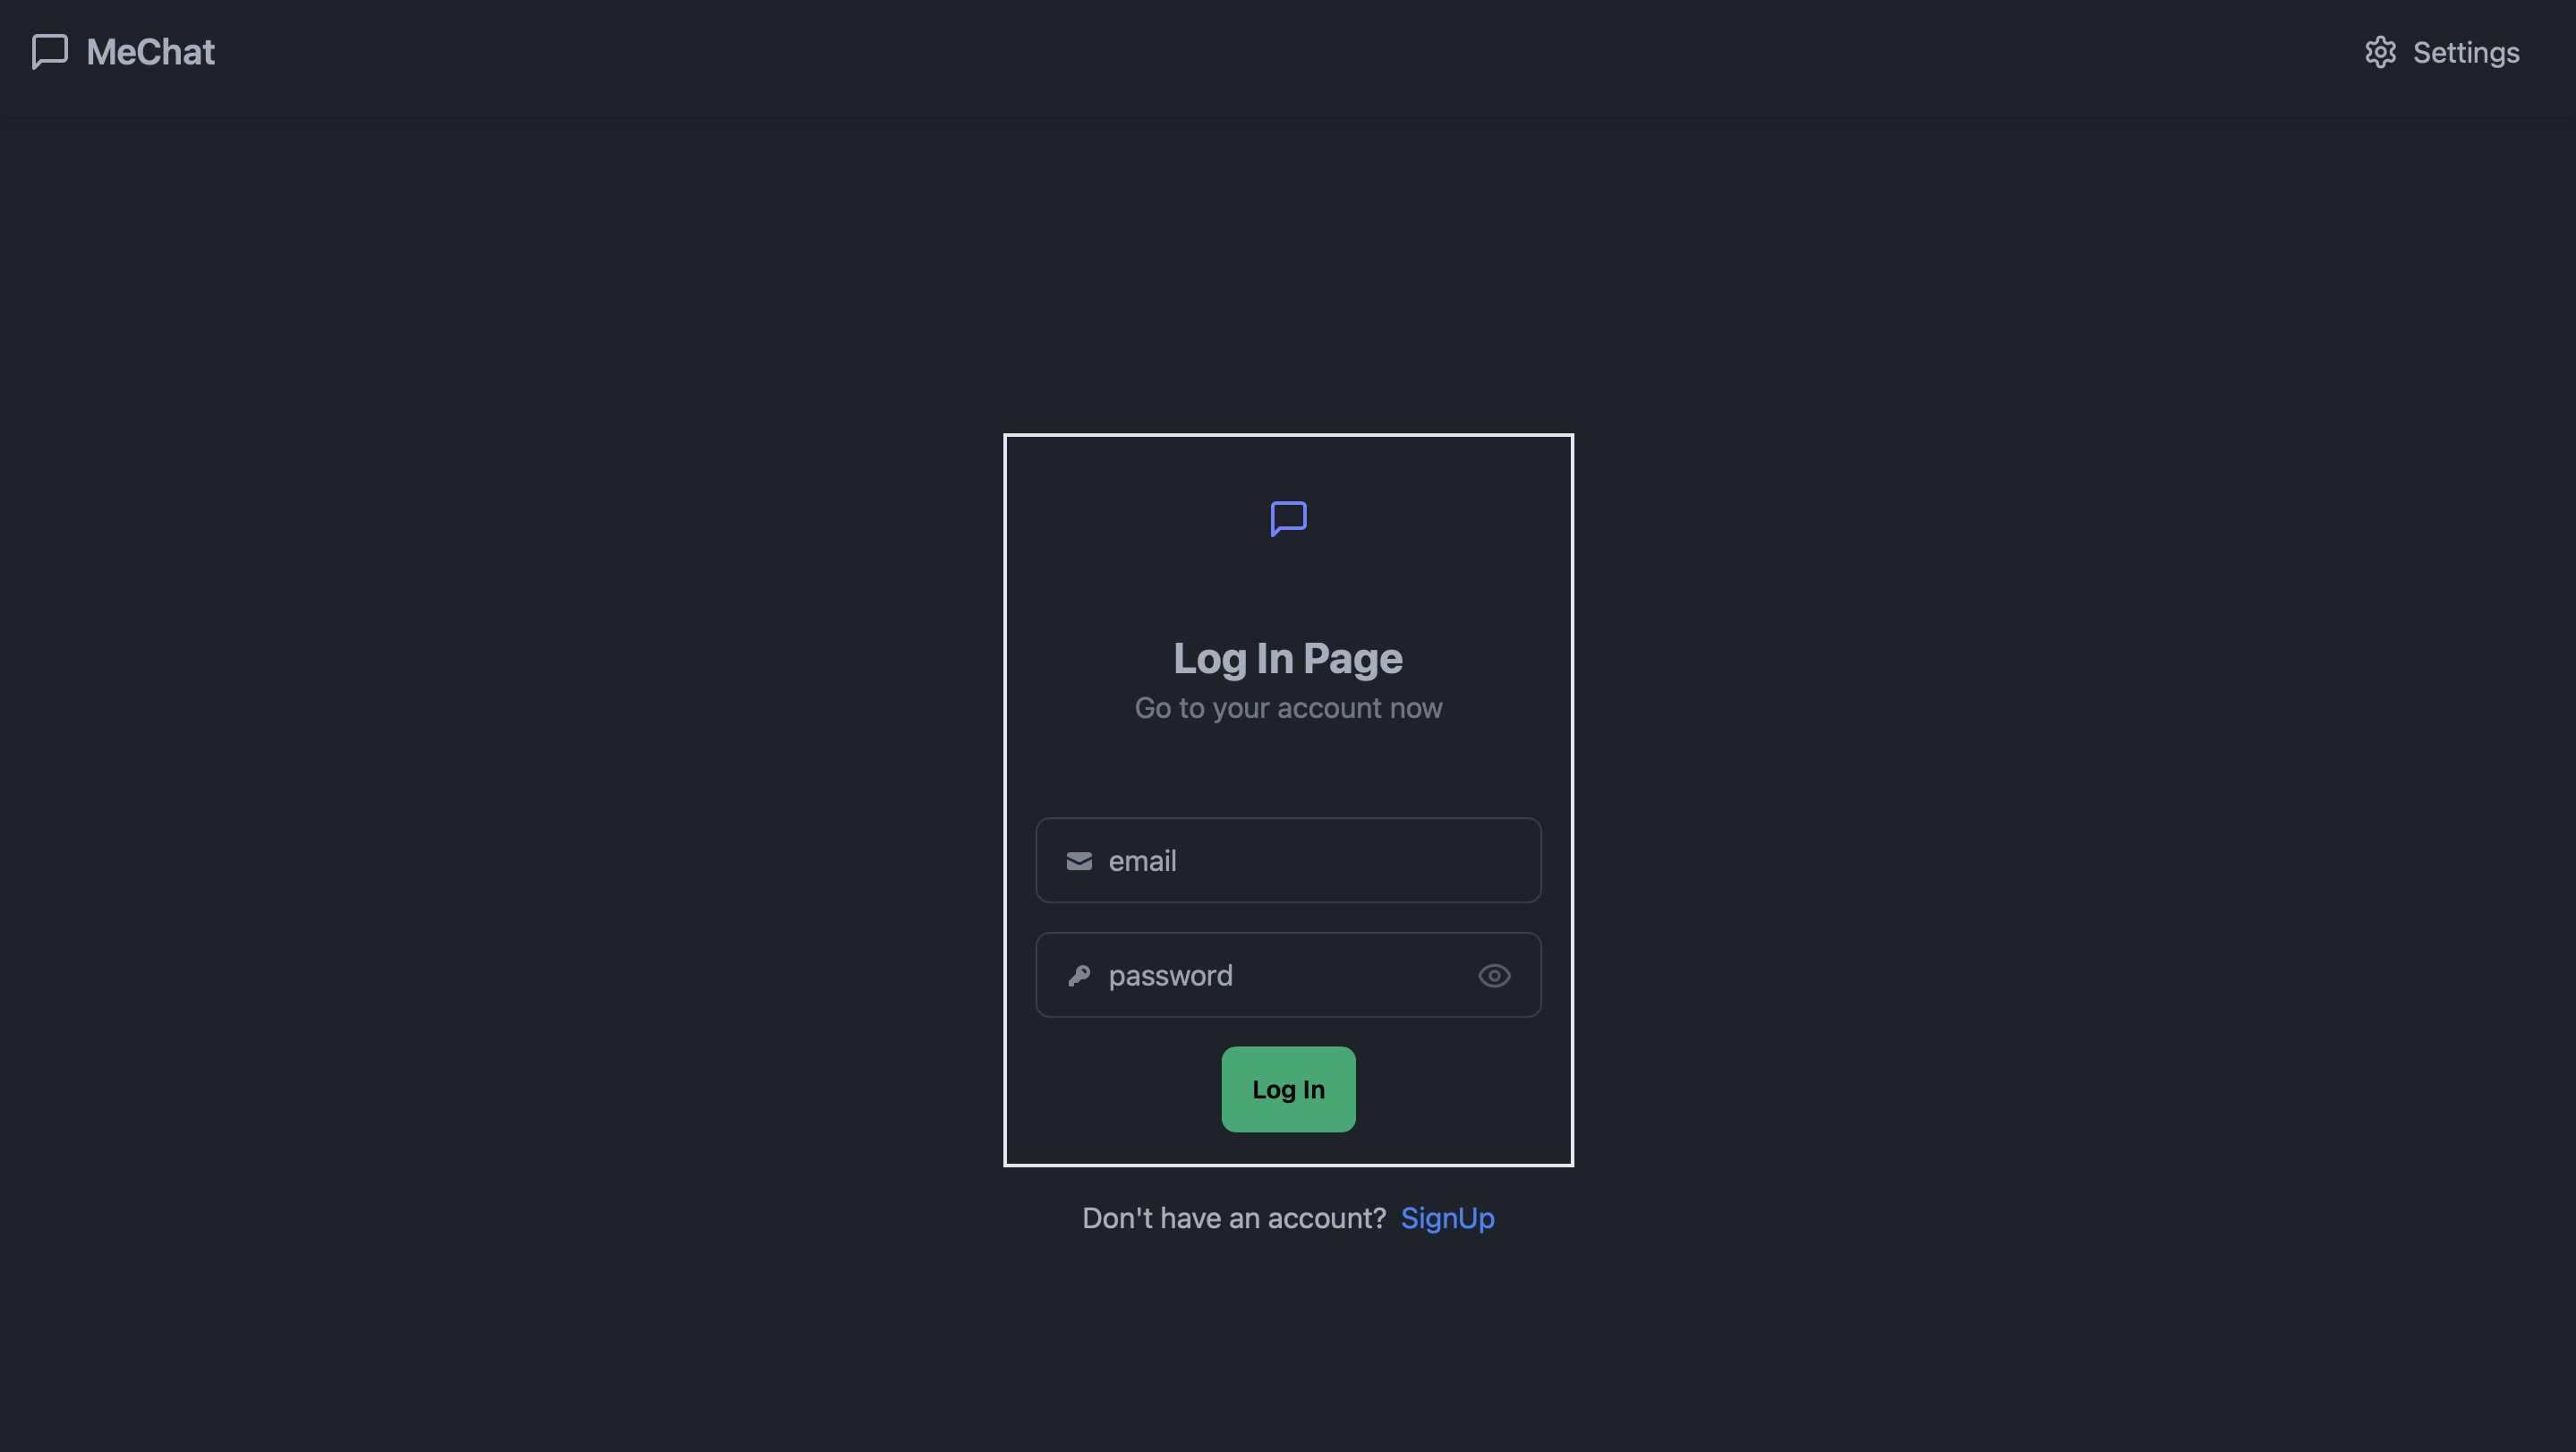 MeChat
Settings
Log In Page
Go to your account now
email
password
Log In
Don't have an account? SignUp